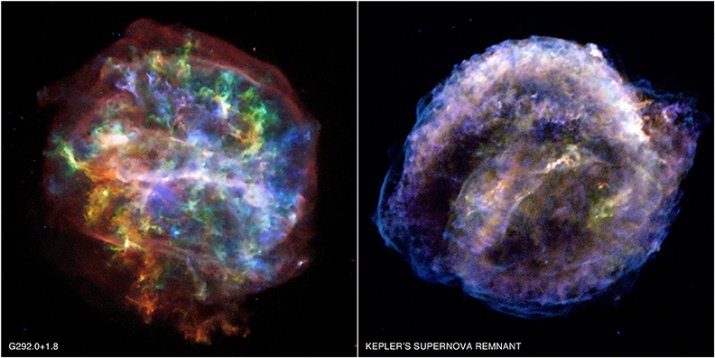 G292.0+1.8
KEPLER'S SUPERNOVA REMNANT